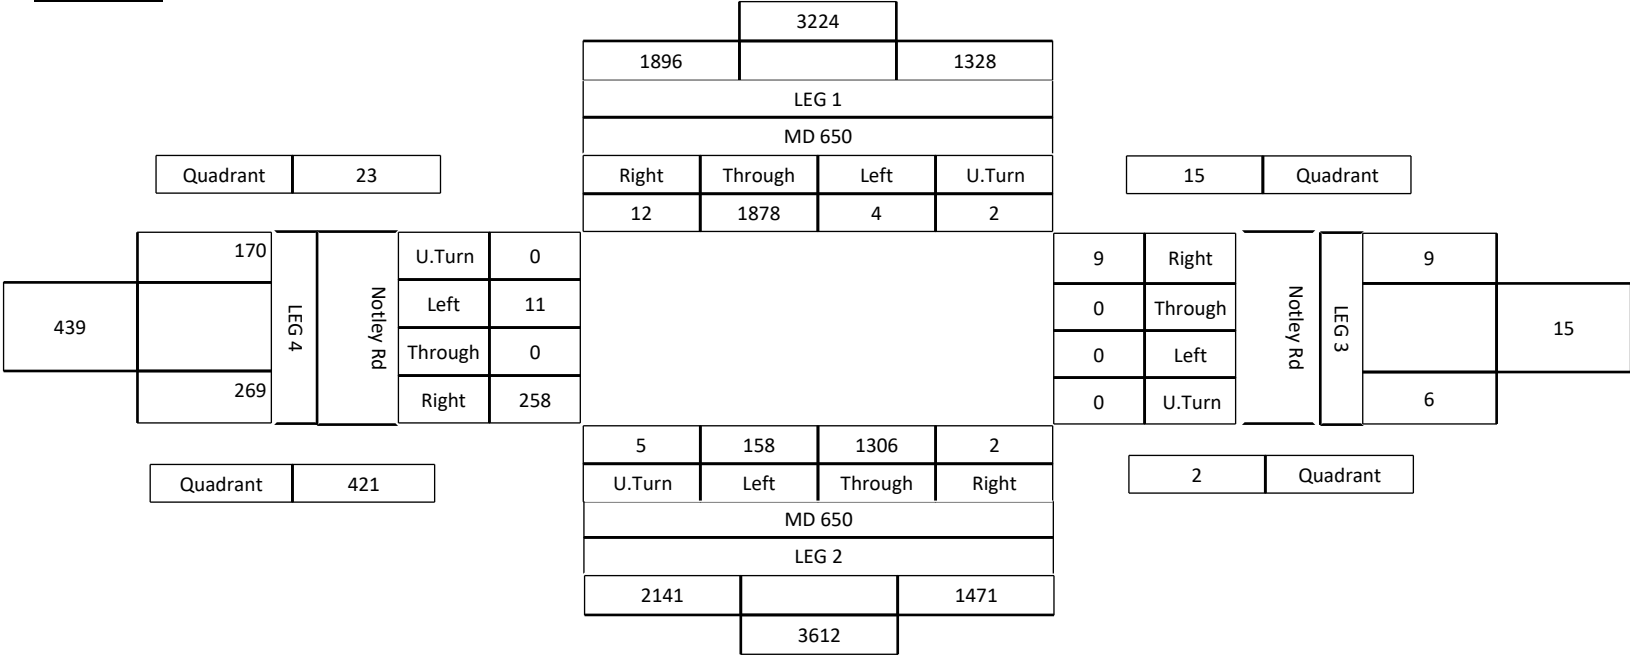 3224
1896 1328
LEG 1
MD 650
Quadrant 23
Right Through Left U.Turn
12 1878 4 2
15 Quadrant
170
439
269
LEG 4
Notley Rd
U.Turn 0
Left 11
Through 0
Right 258
9 Right
0 Through
0 Left
0 U.Turn
Notley Rd
LEG 3
9
15
6
5 158 1306 2
U.Turn Left Through Right
Quadrant 421
2 Quadrant
MD 650
LEG 2
2141 1471
3612